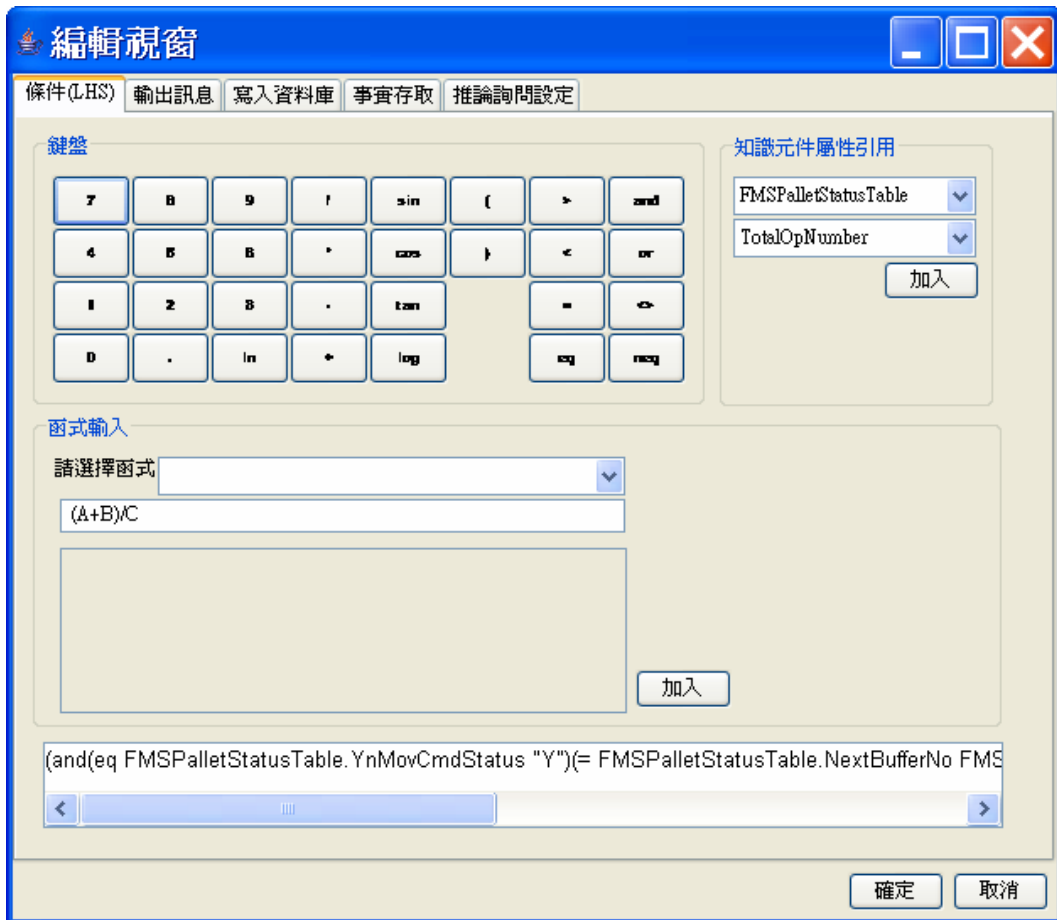 編輯視窗
條件(LHS) 輸出訊息 寫入資料庫 事實存取 推論詢問設定
鍵盤
7 8 9 / sin ( > and
4 5 6 * cos ) < or
1 2 3 - tan = <>
0 . ln + log eq neq
知識元件屬性引用
FMSPalletStatusTable
TotalOpNumber
加入
函式輸入
請選擇函式
(A+B)/C
加入
(and(eq FMSPalletStatusTable.YnMovCmdStatus "Y")(= FMSPalletStatusTable.NextBufferNo FMS
確定 取消